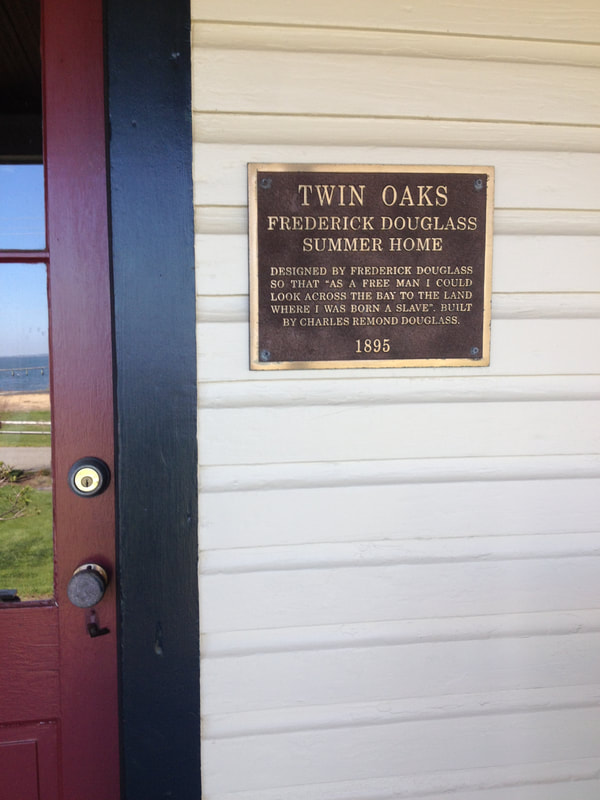 TWIN OAKS
FREDERICK DOUGLASS
SUMMER HOME
DESIGNED BY FREDERICK DOUGLASS
SO THAT "AS A FREE MAN I COULD
LOOK ACROSS THE BAY TO THE LAND
WHERE I WAS BORN A SLAVE". BUILT
BY CHARLES REMOND DOUGLASS.
1895